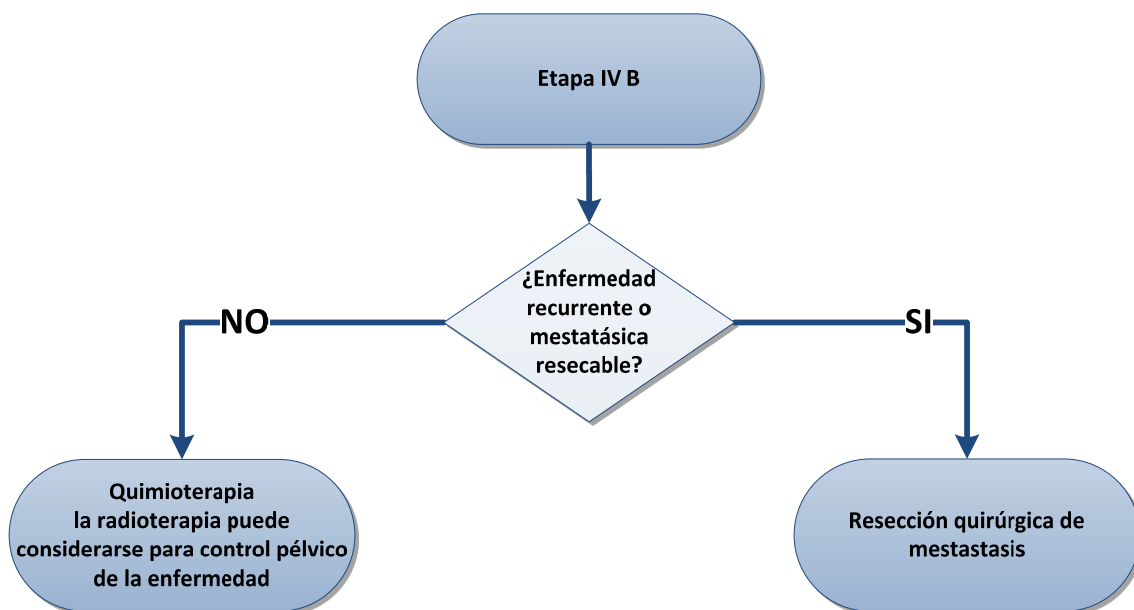 Etapa IV B
¿Enfermedad
recurrente o
mestatásica
resecable?
NO
SI
Quimioterapia
la radioterapia puede
considerarse para control pélvico
de la enfermedad
Resección quirúrgica de
mestastasis